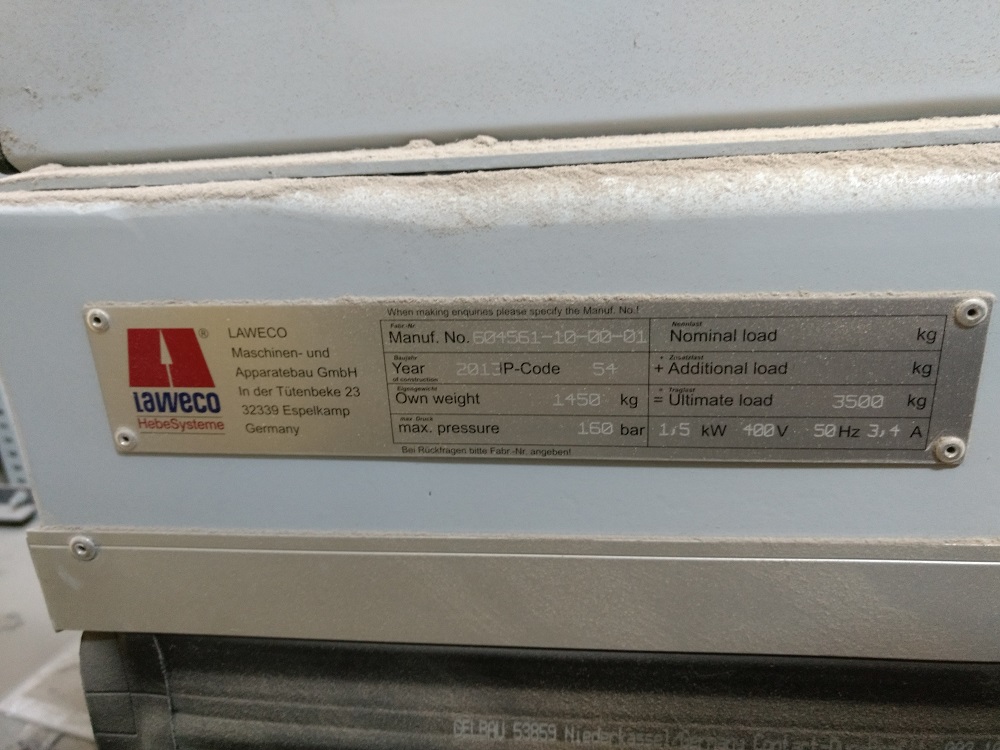 When making enquiries please specify the Manuf. No.!
LAWECO
Maschinen- und
Apparatebau GmbH
In der Tütenbeke 23
32339 Espelkamp
Germany
®
Laweco
HebeSysteme
Fabr.-Nr.
Manuf. No. 604561-10-00-01
Baujahr
Year 2013 IP-Code 54
of construction
Eigengewicht
Own weight 1450 kg
max. Druck
max. pressure 160 bar
Nennlast
Nominal load kg
+ Zusatzlast
+ Additional load kg
= Traglast
= Ultimate load 3500 kg
1,5 kW 400 V 50 Hz 3,4 A
Bei Rückfragen bitte Fabr.-Nr. angeben!
GELBAU 53859 Niederkassel